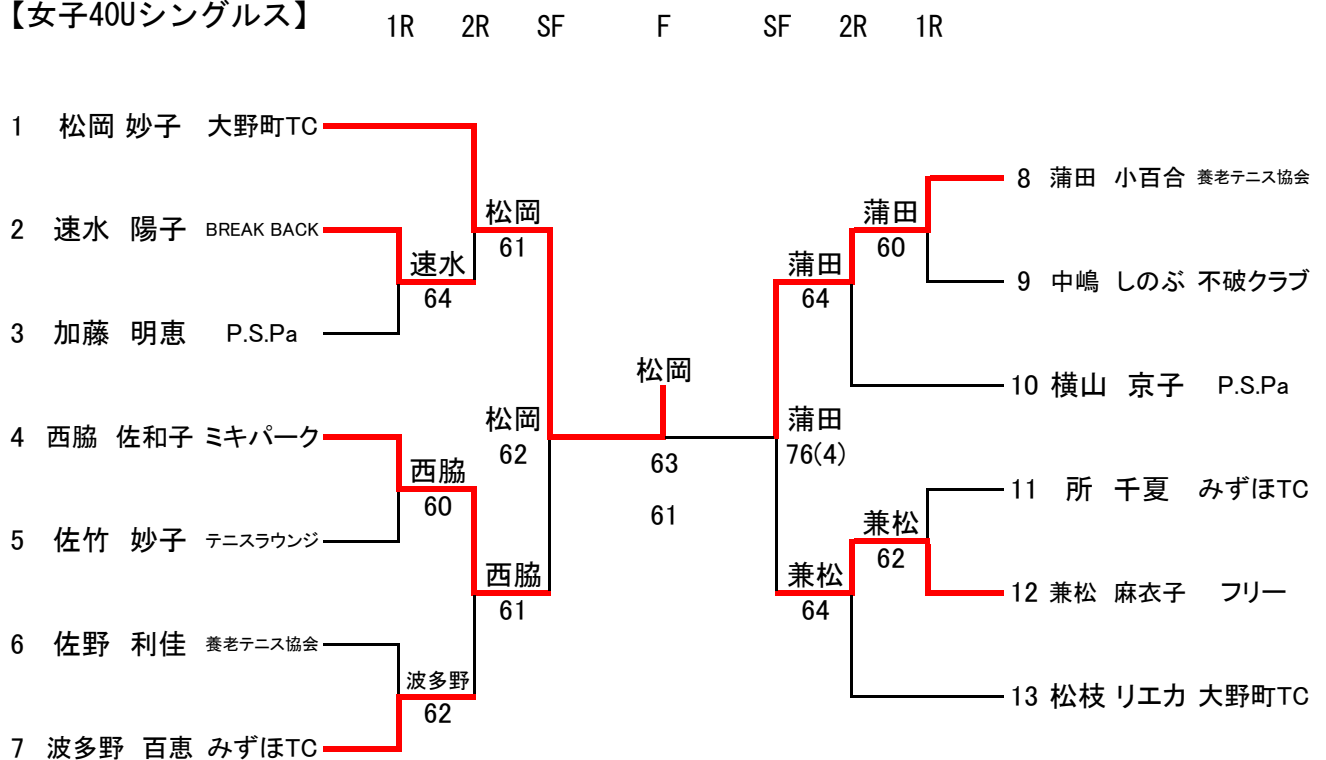 【女子40Uシングルス】 1R 2R SF F SF 2R 1R
1 松岡 妙子 大野町TC
8 蒲田 小百合 養老テニス協会
2 速水 陽子 BREAK BACK
松岡
61
蒲田
60
速水
64
蒲田
64
9 中嶋 しのぶ 不破クラブ
3 加藤 明恵 P.S.Pa
松岡
10 横山 京子 P.S.Pa
4 西脇 佐和子 ミキパーク
松岡
62
蒲田
76(4)
63
61
西脇
60
11 所 千夏 みずほTC
5 佐竹 妙子 テニスラウンジ
兼松
62
西脇
61
兼松
64
12 兼松 麻衣子 フリー
6 佐野 利佳 養老テニス協会
波多野
62
13 松枝 リエカ 大野町TC
7 波多野 百恵 みずほTC